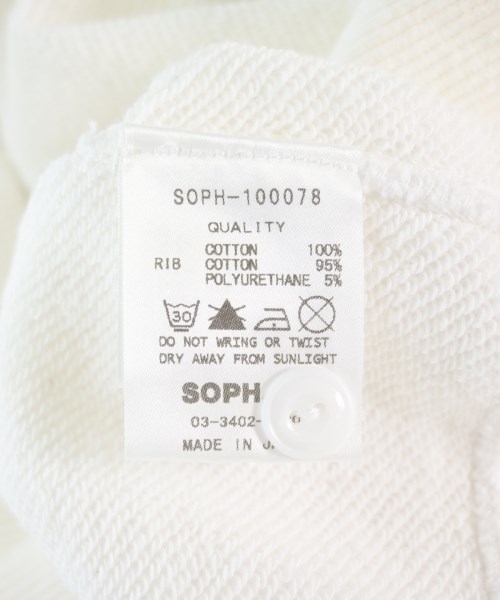 SOPH-100078
QUALITY
COTTON 100%
RIB COTTON 95%
POLYURETHANE 5%
30
DO NOT WRING OR TWIST
DRY AWAY FROM SUNLIGHT
SOPH
03-3402-
MADE IN